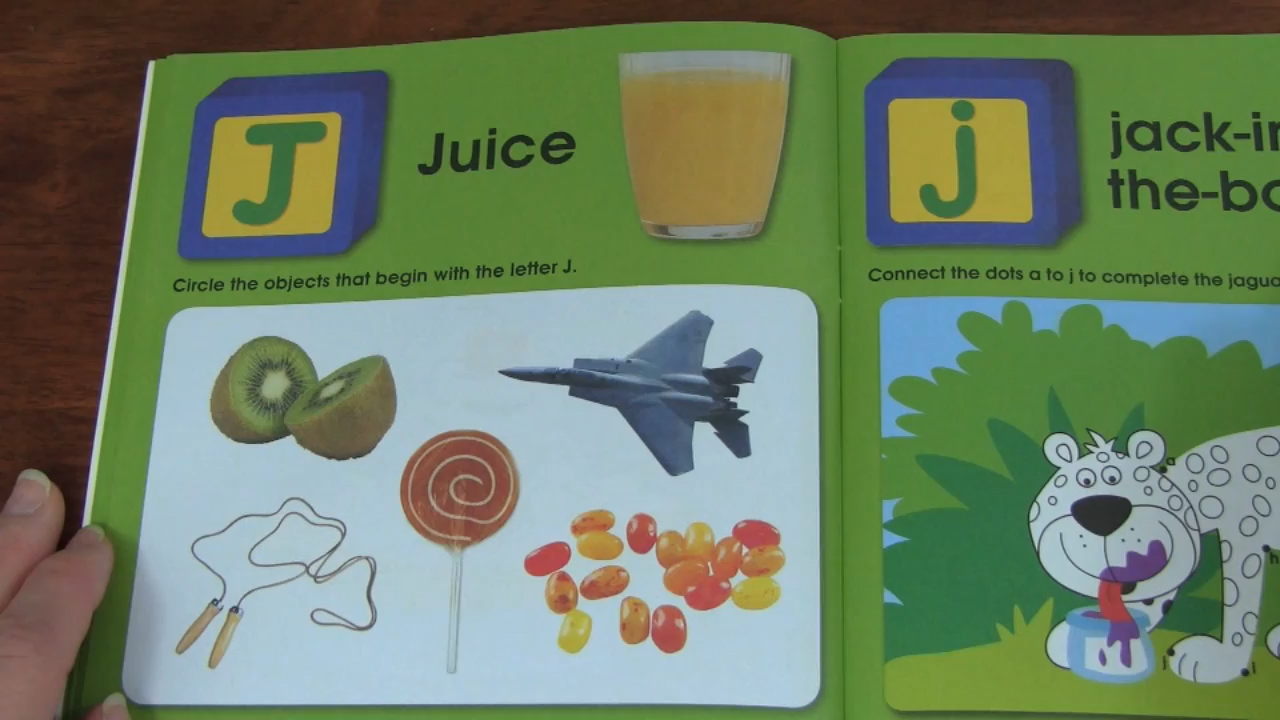 J
Juice
Circle the objects that begin with the letter J.
j
jack-in
the-bo
Connect the dots a to j to complete the jagua
a
h
j